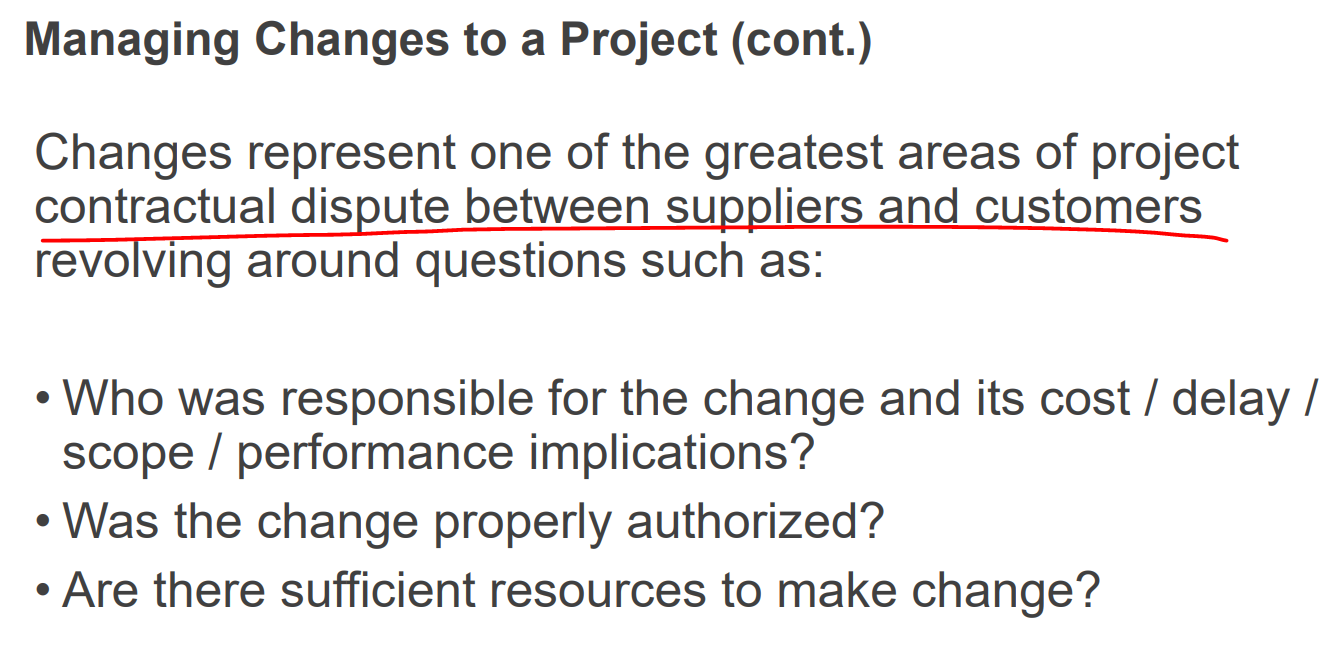 Managing Changes to a Project (cont.)
Changes represent one of the greatest areas of project
contractual dispute between suppliers and customers
revolving around questions such as:
• Who was responsible for the change and its cost / delay /
scope / performance implications?
• Was the change properly authorized?
• Are there sufficient resources to make change?